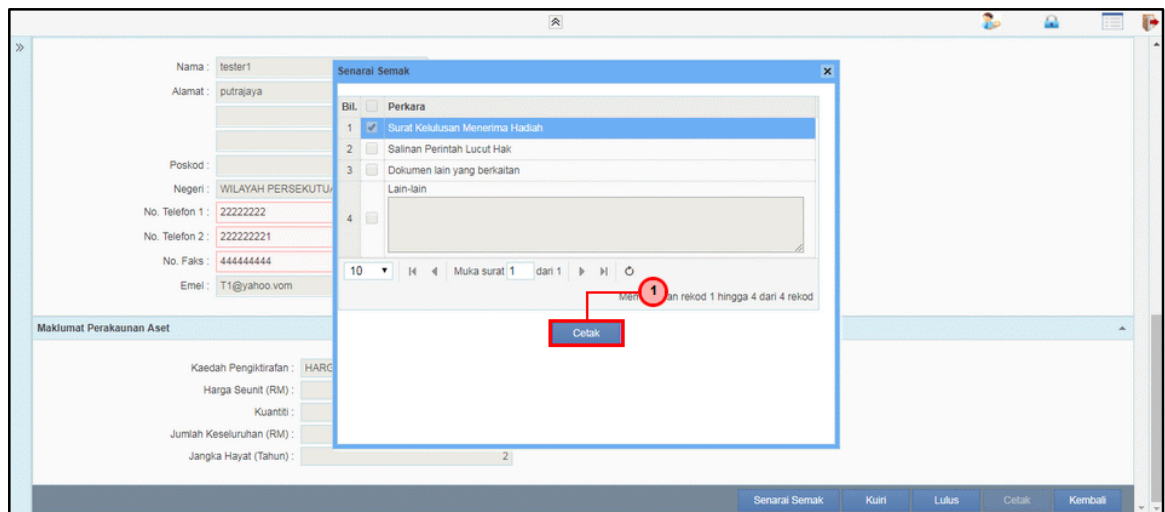 Nama : tester1
Alamat : putrajaya
Poskod :
Negeri : WILAYAH PERSEKUTUA
No. Telefon 1 : 22222222
No. Telefon 2 : 222222221
No. Faks : 444444444
Emel : T1@yahoo.vom
Senarai Semak
Bil. Perkara
1 Surat Kelulusan Menerima Hadiah
2 Salinan Perintah Lucut Hak
3 Dokumen lain yang berkaitan
4 Lain-lain
10 Muka surat 1 dari 1
1
an rekod 1 hingga 4 dari 4 rekod
Cetak
Maklumat Perakaunan Aset
Kaedah Pengiktirafan : HARG
Harga Seunit (RM) :
Kuantiti :
Jumlah Keseluruhan (RM) :
Jangka Hayat (Tahun) : 2
Senarai Semak Kuiri Lulus Cetak Kembali